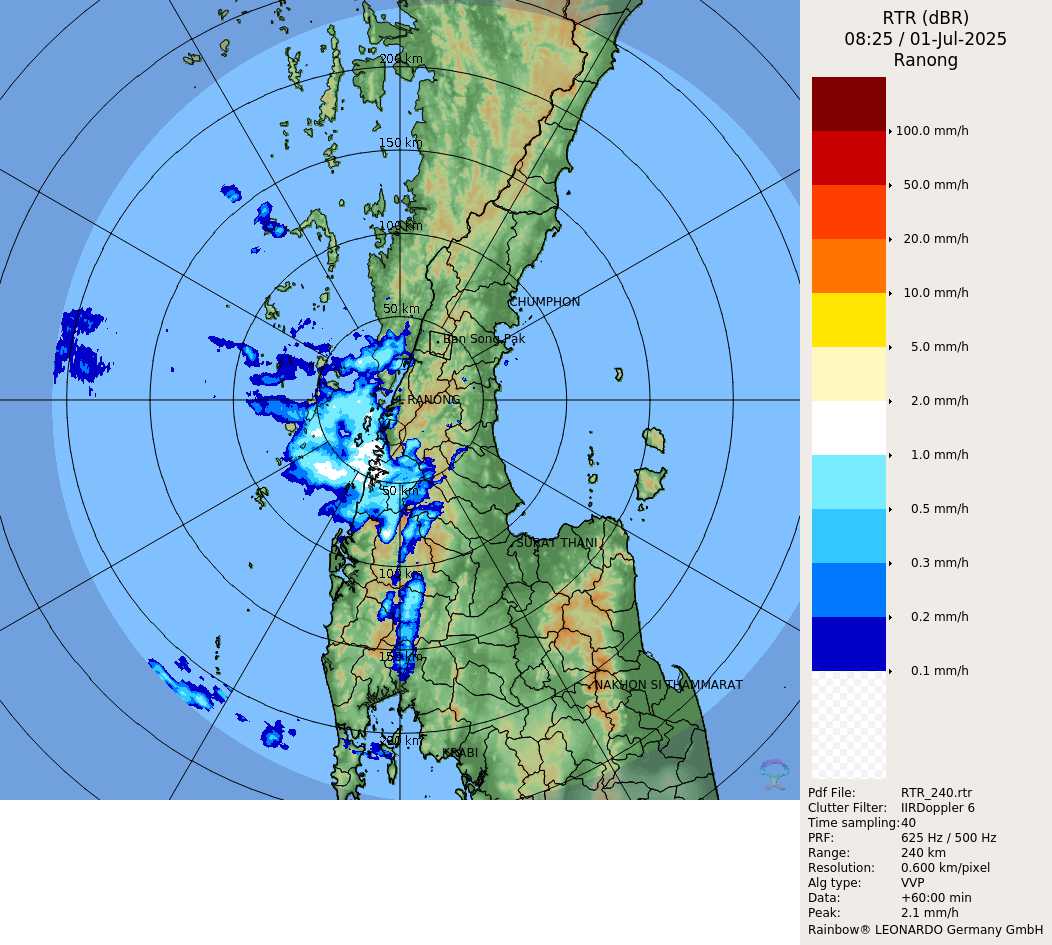 RTR (dBR)
08:25 / 01-Jul-2025
Ranong
200 km
150 km
100 km
50 km
CHUMPHON
Ban Song Pak
RANONG
50 km
SURAT THANI
100 km
150 km
NAKHON SI THAMMARAT
200 km
KRABI
100.0 mm/h
50.0 mm/h
20.0 mm/h
10.0 mm/h
5.0 mm/h
2.0 mm/h
1.0 mm/h
0.5 mm/h
0.3 mm/h
0.2 mm/h
0.1 mm/h
Pdf File: RTR_240.rtr
Clutter Filter: IIRDoppler 6
Time sampling: 40
PRF: 625 Hz / 500 Hz
Range: 240 km
Resolution: 0.600 km/pixel
Alg type: VVP
Data: +60:00 min
Peak: 2.1 mm/h
Rainbow® LEONARDO Germany GmbH